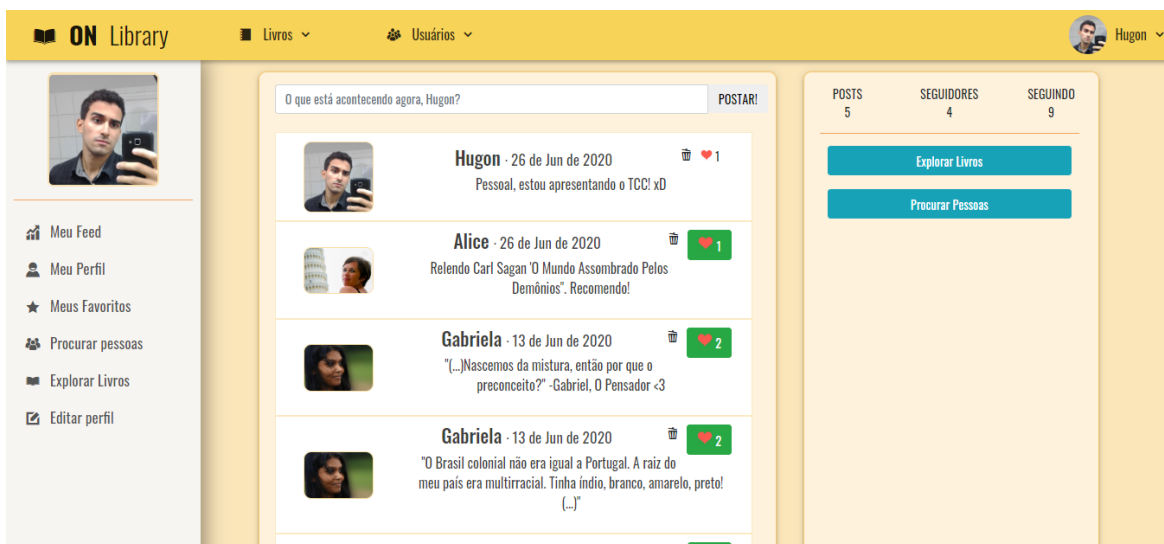 ON Library
Livros
Usuários
Hugon
Meu Feed
Meu Perfil
Meus Favoritos
Procurar pessoas
Explorar Livros
Editar perfil
O que está acontecendo agora, Hugon?
POSTAR!
Hugon · 26 de Jun de 2020
1
Pessoal, estou apresentando o TCC! xD
Alice · 26 de Jun de 2020
1
Relendo Carl Sagan 'O Mundo Assombrado Pelos
Demônios". Recomendo!
Gabriela · 13 de Jun de 2020
2
"(...)Nascemos da mistura, então por que o
preconceito?" -Gabriel, O Pensador <3
Gabriela · 13 de Jun de 2020
2
"O Brasil colonial não era igual a Portugal. A raiz do
meu país era multirracial. Tinha índio, branco, amarelo, preto!
(...)"
POSTS SEGUIDORES SEGUINDO
5 4 9
Explorar Livros
Procurar Pessoas